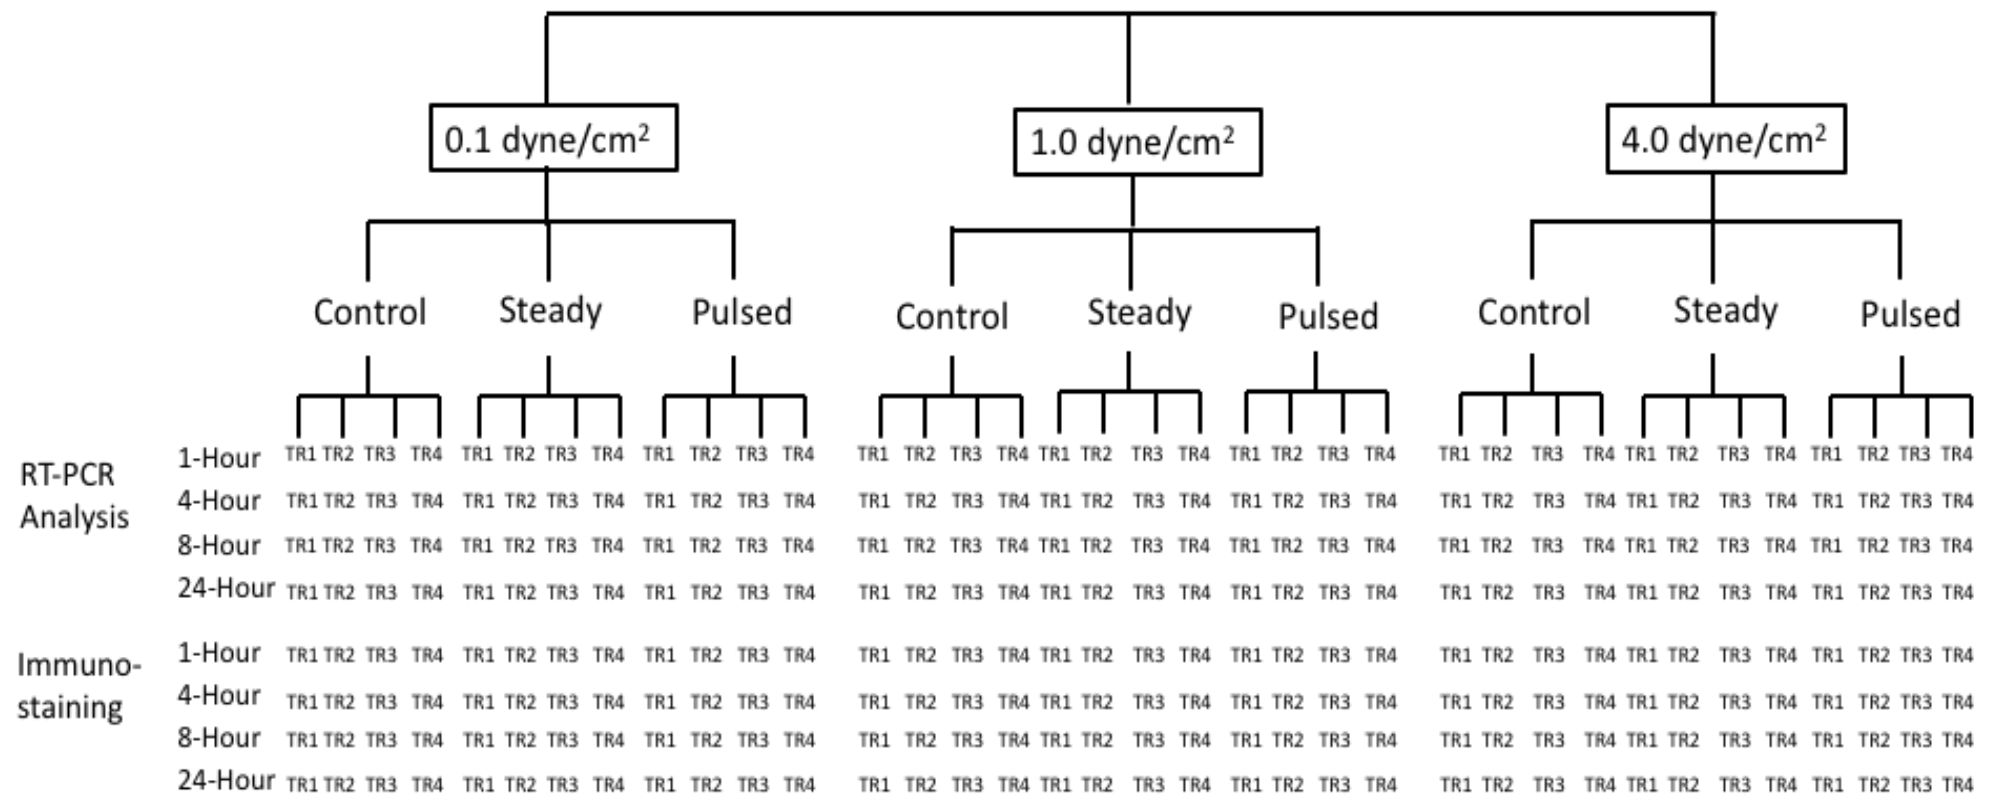 0.1 dyne/cm² 1.0 dyne/cm² 4.0 dyne/cm²
Control Steady Pulsed Control Steady Pulsed Control Steady Pulsed
RT-PCR
Analysis
1-Hour TR1 TR2 TR3 TR4 TR1 TR2 TR3 TR4 TR1 TR2 TR3 TR4 TR1 TR2 TR3 TR4 TR1 TR2 TR3 TR4 TR1 TR2 TR3 TR4 TR1 TR2 TR3 TR4 TR1 TR2 TR3 TR4 TR1 TR2 TR3 TR4
4-Hour TR1 TR2 TR3 TR4 TR1 TR2 TR3 TR4 TR1 TR2 TR3 TR4 TR1 TR2 TR3 TR4 TR1 TR2 TR3 TR4 TR1 TR2 TR3 TR4 TR1 TR2 TR3 TR4 TR1 TR2 TR3 TR4 TR1 TR2 TR3 TR4
8-Hour TR1 TR2 TR3 TR4 TR1 TR2 TR3 TR4 TR1 TR2 TR3 TR4 TR1 TR2 TR3 TR4 TR1 TR2 TR3 TR4 TR1 TR2 TR3 TR4 TR1 TR2 TR3 TR4 TR1 TR2 TR3 TR4 TR1 TR2 TR3 TR4
24-Hour TR1 TR2 TR3 TR4 TR1 TR2 TR3 TR4 TR1 TR2 TR3 TR4 TR1 TR2 TR3 TR4 TR1 TR2 TR3 TR4 TR1 TR2 TR3 TR4 TR1 TR2 TR3 TR4 TR1 TR2 TR3 TR4 TR1 TR2 TR3 TR4
Immuno-
staining
1-Hour TR1 TR2 TR3 TR4 TR1 TR2 TR3 TR4 TR1 TR2 TR3 TR4 TR1 TR2 TR3 TR4 TR1 TR2 TR3 TR4 TR1 TR2 TR3 TR4 TR1 TR2 TR3 TR4 TR1 TR2 TR3 TR4 TR1 TR2 TR3 TR4
4-Hour TR1 TR2 TR3 TR4 TR1 TR2 TR3 TR4 TR1 TR2 TR3 TR4 TR1 TR2 TR3 TR4 TR1 TR2 TR3 TR4 TR1 TR2 TR3 TR4 TR1 TR2 TR3 TR4 TR1 TR2 TR3 TR4 TR1 TR2 TR3 TR4
8-Hour TR1 TR2 TR3 TR4 TR1 TR2 TR3 TR4 TR1 TR2 TR3 TR4 TR1 TR2 TR3 TR4 TR1 TR2 TR3 TR4 TR1 TR2 TR3 TR4 TR1 TR2 TR3 TR4 TR1 TR2 TR3 TR4 TR1 TR2 TR3 TR4
24-Hour TR1 TR2 TR3 TR4 TR1 TR2 TR3 TR4 TR1 TR2 TR3 TR4 TR1 TR2 TR3 TR4 TR1 TR2 TR3 TR4 TR1 TR2 TR3 TR4 TR1 TR2 TR3 TR4 TR1 TR2 TR3 TR4 TR1 TR2 TR3 TR4